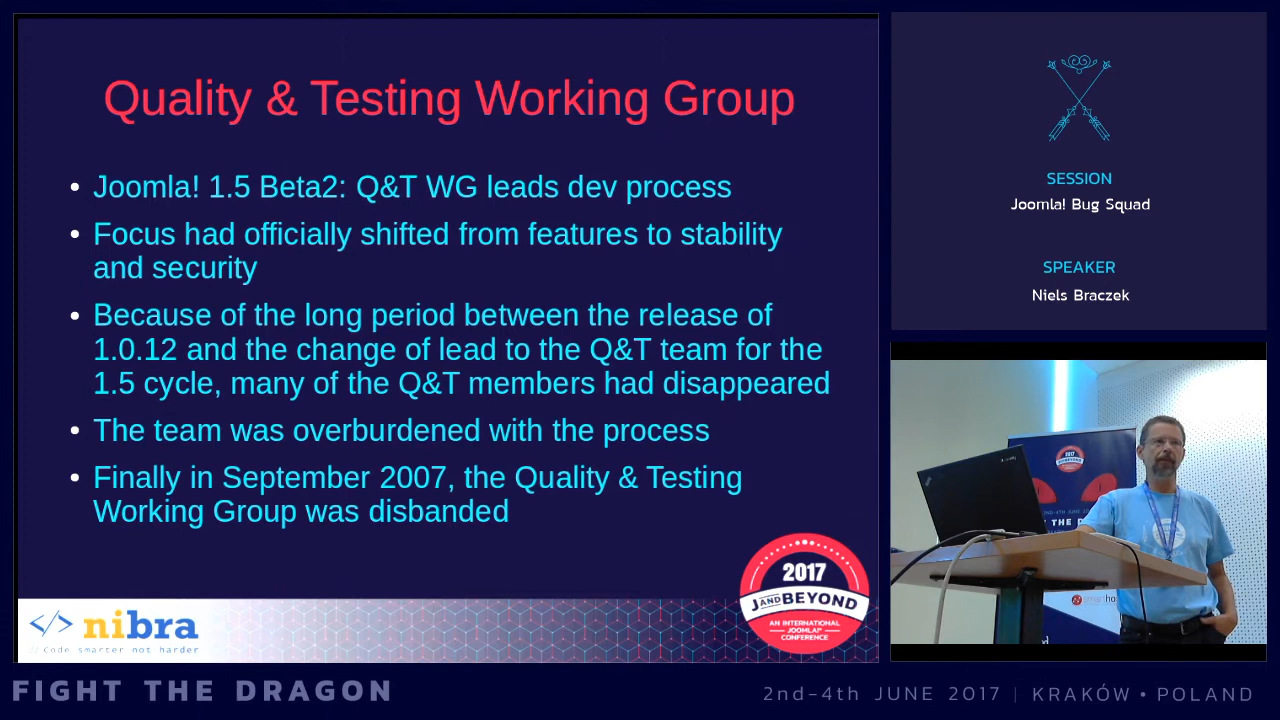 Quality & Testing Working Group
Joomla! 1.5 Beta2: Q&T WG leads dev process
Focus had officially shifted from features to stability
and security
Because of the long period between the release of
1.0.12 and the change of lead to the Q&T team for the
1.5 cycle, many of the Q&T members had disappeared
The team was overburdened with the process
Finally in September 2007, the Quality & Testing
Working Group was disbanded
</> nibra
// Code smarter not harder
2017
J AND BEYOND
AN INTERNATIONAL
JOOMLA!®
CONFERENCE
SESSION
Joomla! Bug Squad
SPEAKER
Niels Braczek
2017
FIGHT THE DRAGON
2nd-4th JUNE 2017 | KRAKÓW • POLAND